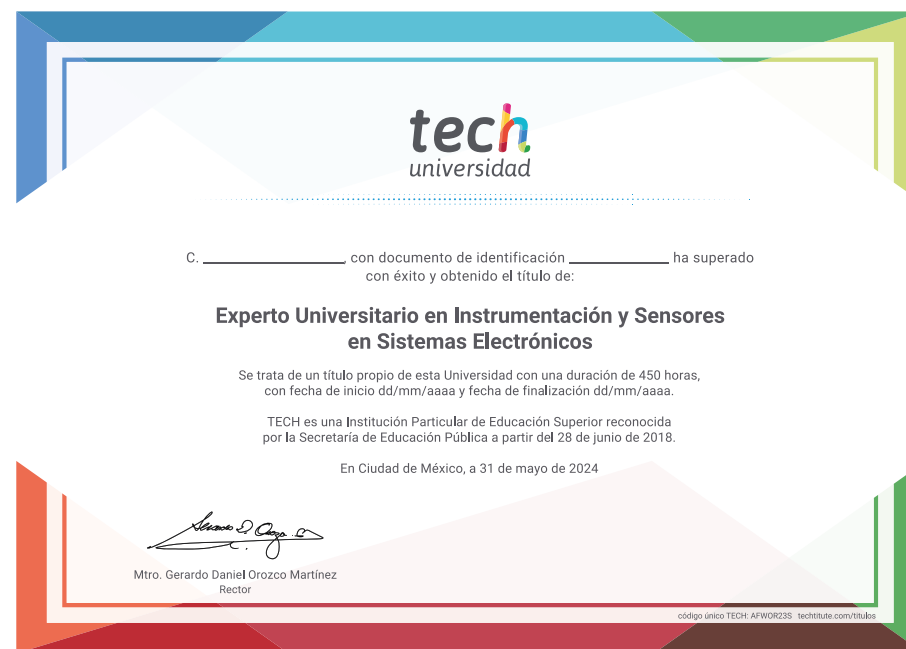 tech
universidad
C. ____________________, con documento de identificación ______________ ha superado
con éxito y obtenido el título de:
Experto Universitario en Instrumentación y Sensores
en Sistemas Electrónicos
Se trata de un título propio de esta Universidad con una duración de 450 horas,
con fecha de inicio dd/mm/aaaa y fecha de finalización dd/mm/aaaa.
TECH es una Institución Particular de Educación Superior reconocida
por la Secretaría de Educación Pública a partir del 28 de junio de 2018.
En Ciudad de México, a 31 de mayo de 2024
Mtro. Gerardo Daniel Orozco Martínez
Rector
código único TECH: AFWOR23S techtitute.com/titulos